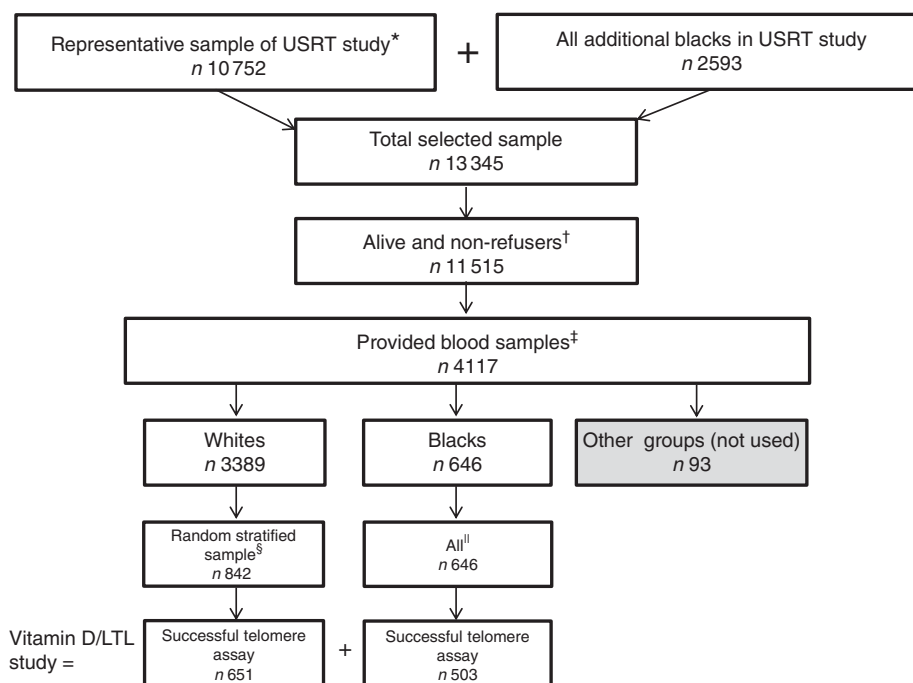 Representative sample of USRT study*
n 10 752
+
All additional blacks in USRT study
n 2593
Total selected sample
n 13 345
Alive and non-refusers†
n 11 515
Provided blood samples‡
n 4117
Whites
n 3389
Blacks
n 646
Other groups (not used)
n 93
Random stratified
sample§
n 842
All||
n 646
Vitamin D/LTL
study =
Successful telomere
assay
n 651
+
Successful telomere
assay
n 503